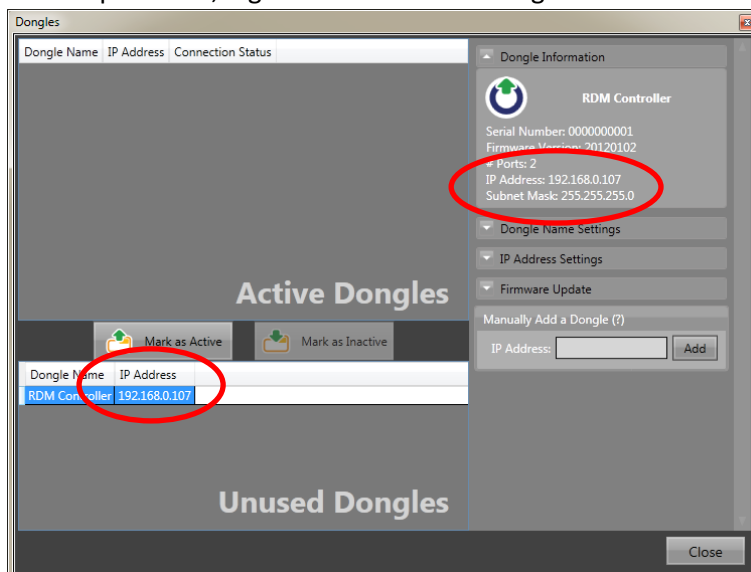 Dongles
Dongle Name IP Address Connection Status
Active Dongles
Mark as Active Mark as Inactive
Dongle Name IP Address
RDM Controller 192.168.0.107
Unused Dongles
Dongle Information
RDM Controller
Serial Number: 0000000001
Firmware Version: 20120102
# Ports: 2
IP Address: 192.168.0.107
Subnet Mask: 255.255.255.0
Dongle Name Settings
IP Address Settings
Firmware Update
Manually Add a Dongle (?)
IP Address: Add
Close